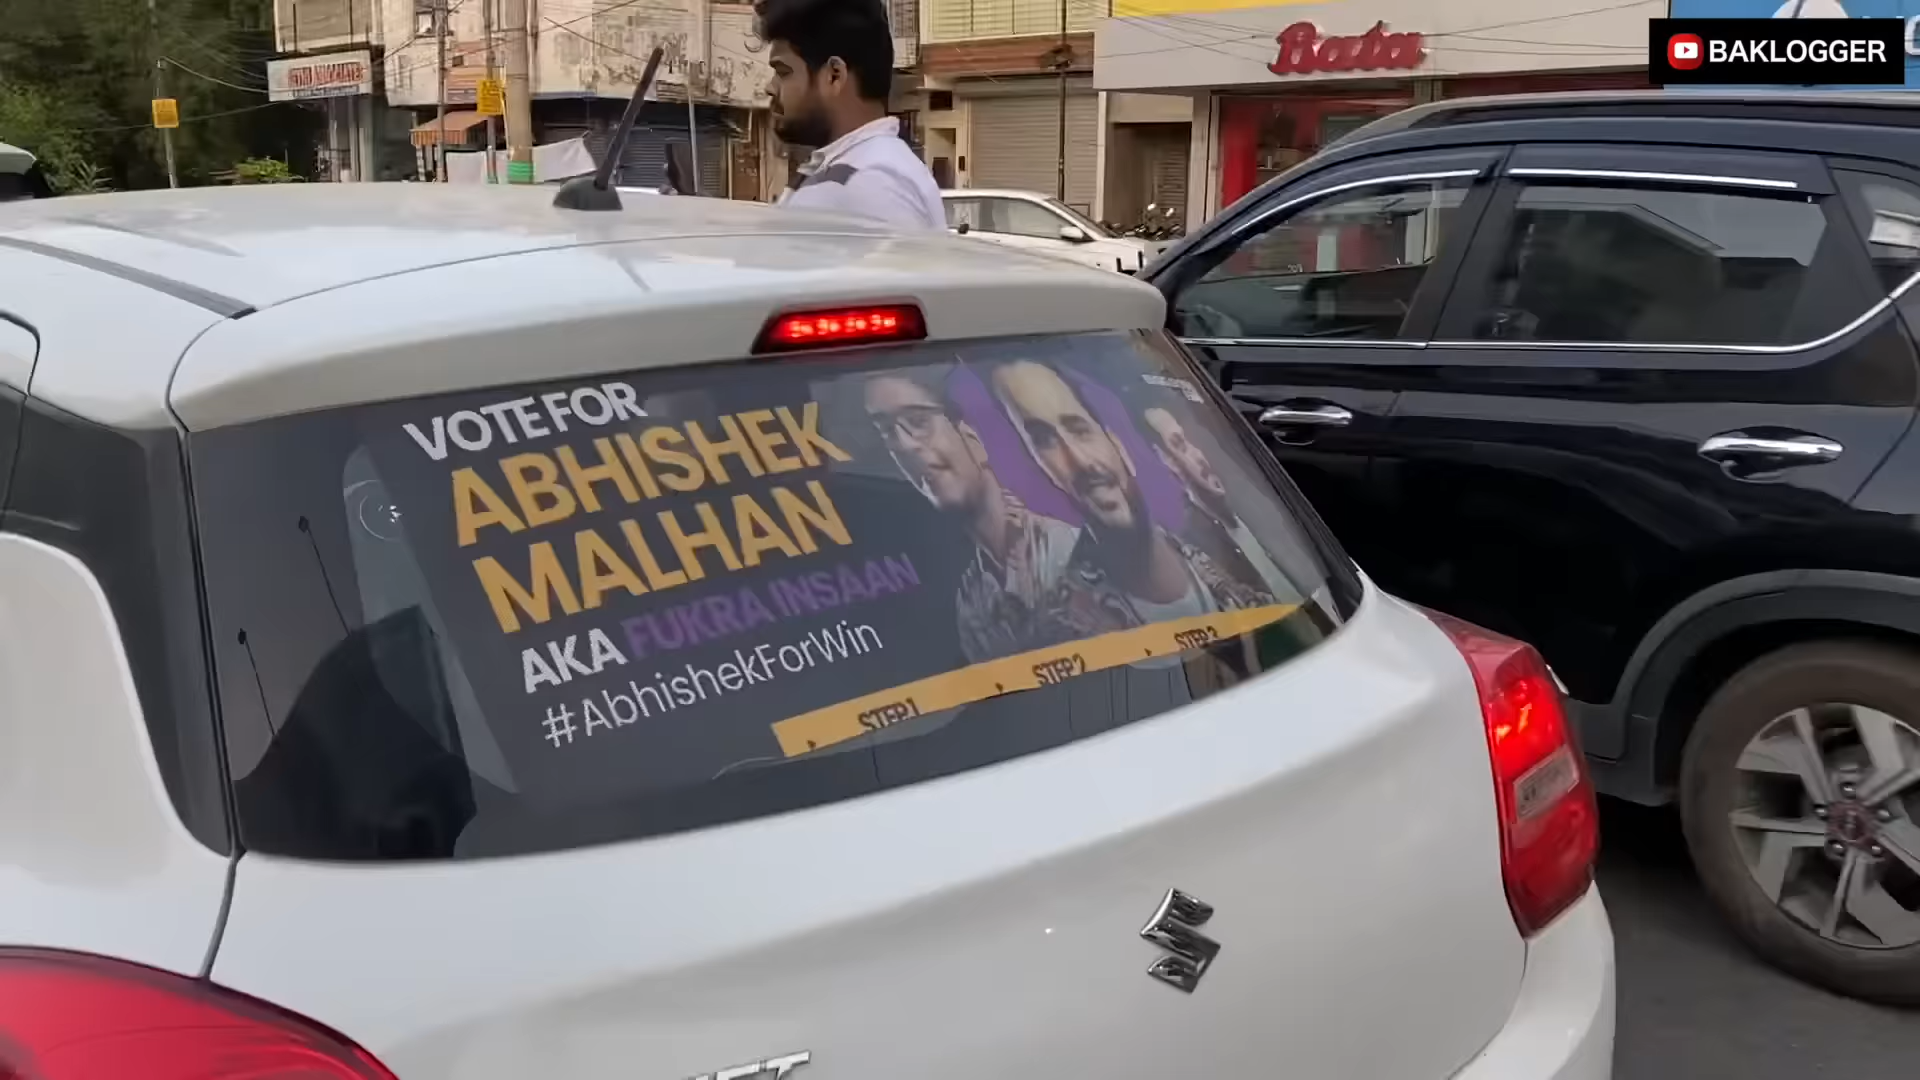 BAKLOGGER
Bata
VOTE FOR
ABHISHEK
MALHAN
AKA FUKRA INSAAN
#AbhishekForWin
STEP 1
STEP 2
STEP 3